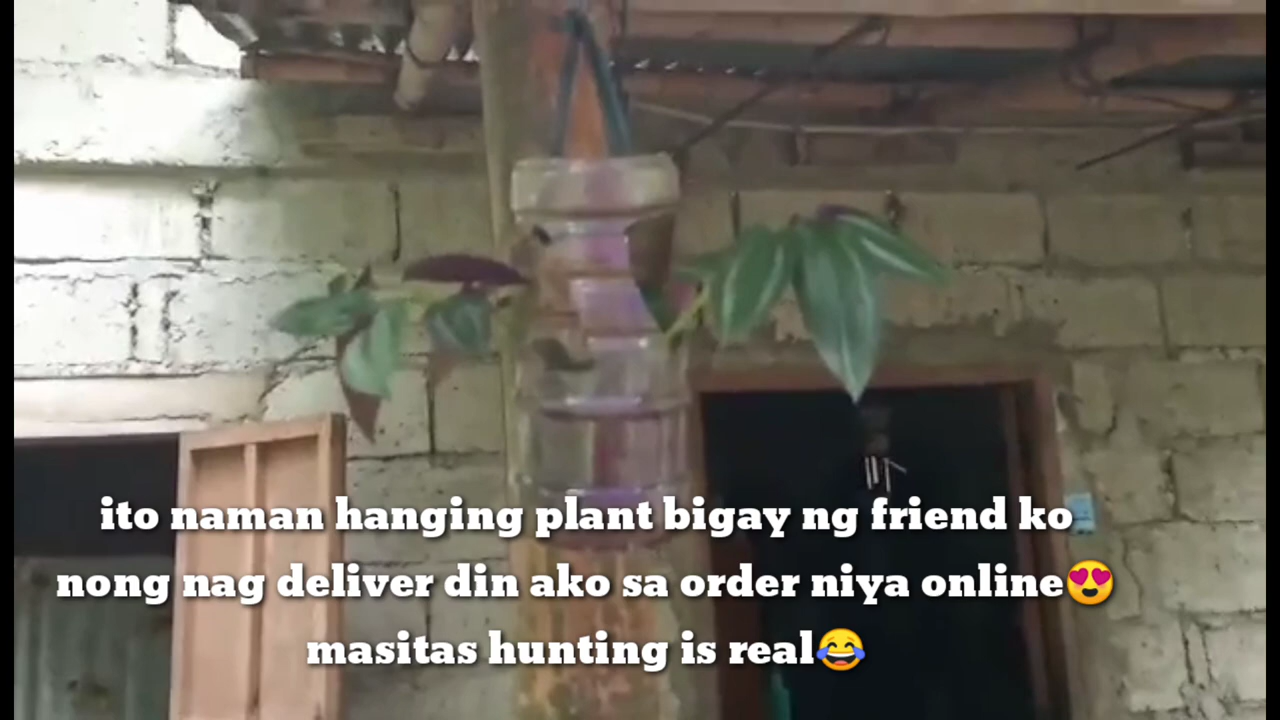 ito naman hanging plant bigay ng friend ko
nong nag deliver din ako sa order niya online😍
masitas hunting is real😂